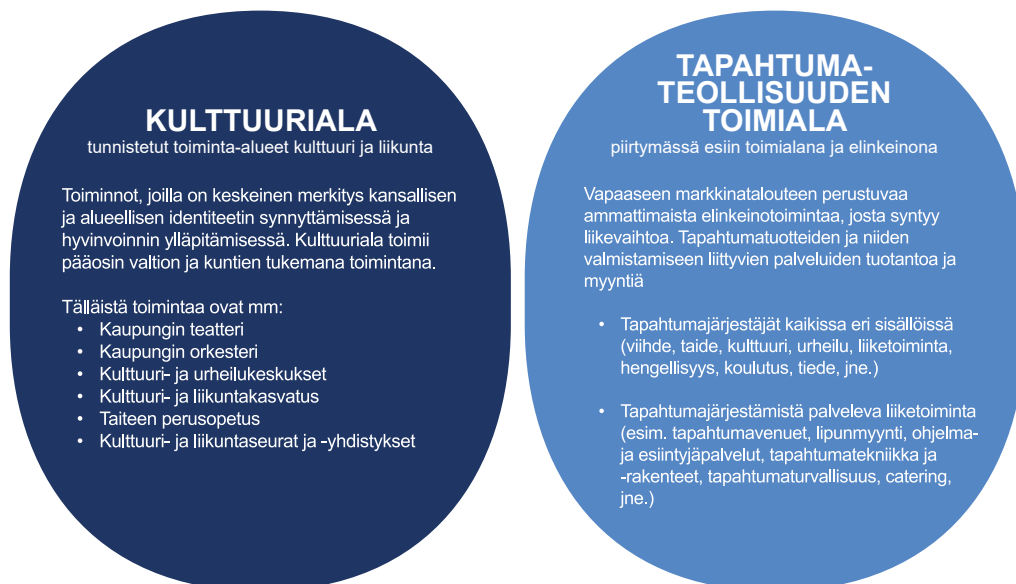 KULTTUURIALA
tunnistetut toiminta-alueet kulttuuri ja liikunta
Toiminnot, joilla on keskeinen merkitys kansallisen
ja alueellisen identiteetin synnyttämisessä ja
hyvinvoinnin ylläpitämisessä. Kulttuuriala toimii
pääosin valtion ja kuntien tukemana toimintana.
Tälläistä toimintaa ovat mm:
• Kaupungin teatteri
• Kaupungin orkesteri
• Kulttuuri- ja urheilukeskukset
• Kulttuuri- ja liikuntakasvatus
• Taiteen perusopetus
• Kulttuuri- ja liikuntaseurat ja -yhdistykset
TAPAHTUMA-
TEOLLISUUDEN
TOIMIALA
piirtymässä esiin toimialana ja elinkeinona
Vapaaseen markkinatalouteen perustuvaa
ammattimaista elinkeinotoimintaa, josta syntyy
liikevaihtoa. Tapahtumatuotteiden ja niiden
valmistamiseen liittyvien palveluiden tuotantoa ja
myyntiä
• Tapahtumajärjestäjät kaikissa eri sisällöissä
(viihde, taide, kulttuuri, urheilu, liiketoiminta,
hengellisyys, koulutus, tiede, jne.)
• Tapahtumajärjestämistä palveleva liiketoiminta
(esim. tapahtumavenuet, lipunmyynti, ohjelma-
ja esiintyjäpalvelut, tapahtumatekniikka ja
-rakenteet, tapahtumaturvallisuus, catering,
jne.)